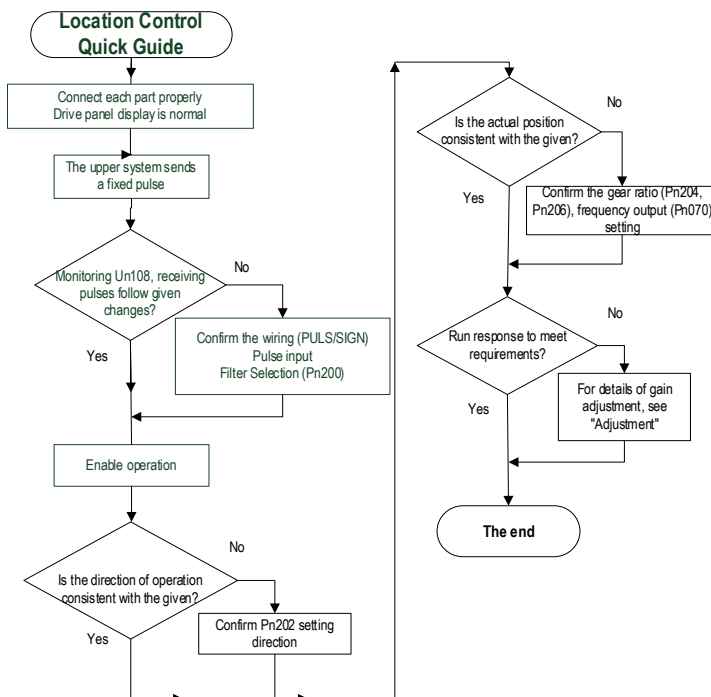 Location Control
Quick Guide
Connect each part properly
Drive panel display is normal
The upper system sends
a fixed pulse
Monitoring Un108, receiving
pulses follow given
changes?
No
Yes
Confirm the wiring (PULS/SIGN)
Pulse input
Filter Selection (Pn200)
Enable operation
Is the direction of operation
consistent with the given?
No
Yes
Confirm Pn202 setting
direction
Is the actual position
consistent with the given?
No
Yes
Confirm the gear ratio (Pn204,
Pn206), frequency output (Pn070)
setting
Run response to meet
requirements?
No
Yes
For details of gain
adjustment, see
"Adjustment"
The end